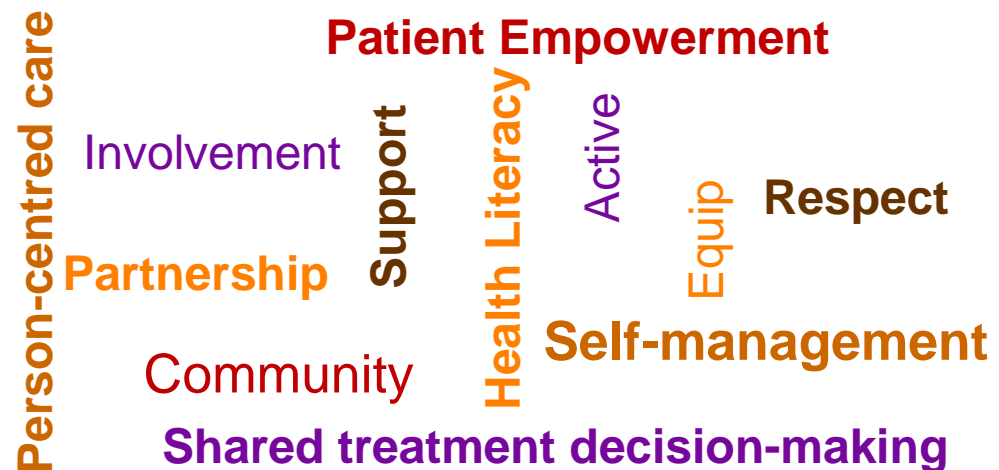 Patient Empowerment
Person-centred care
Involvement
Support
Health Literacy
Active
Equip
Respect
Partnership
Self-management
Community
Shared treatment decision-making